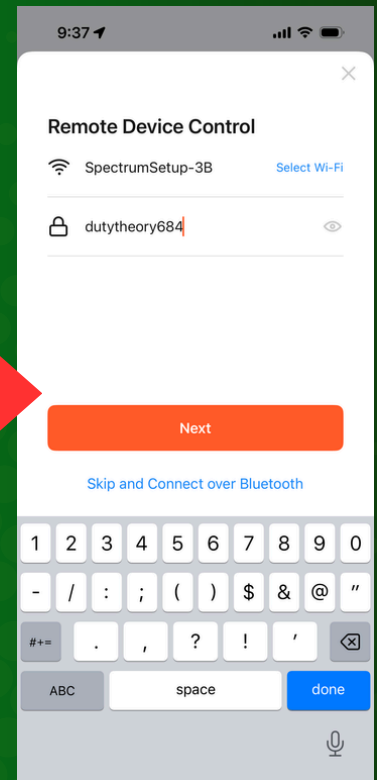 9:37
Remote Device Control
SpectrumSetup-3B Select Wi-Fi
dutytheory684
Next
Skip and Connect over Bluetooth
1 2 3 4 5 6 7 8 9 0
- / : ; ( ) $ & @ "
#+= . , ? ! '
ABC space done